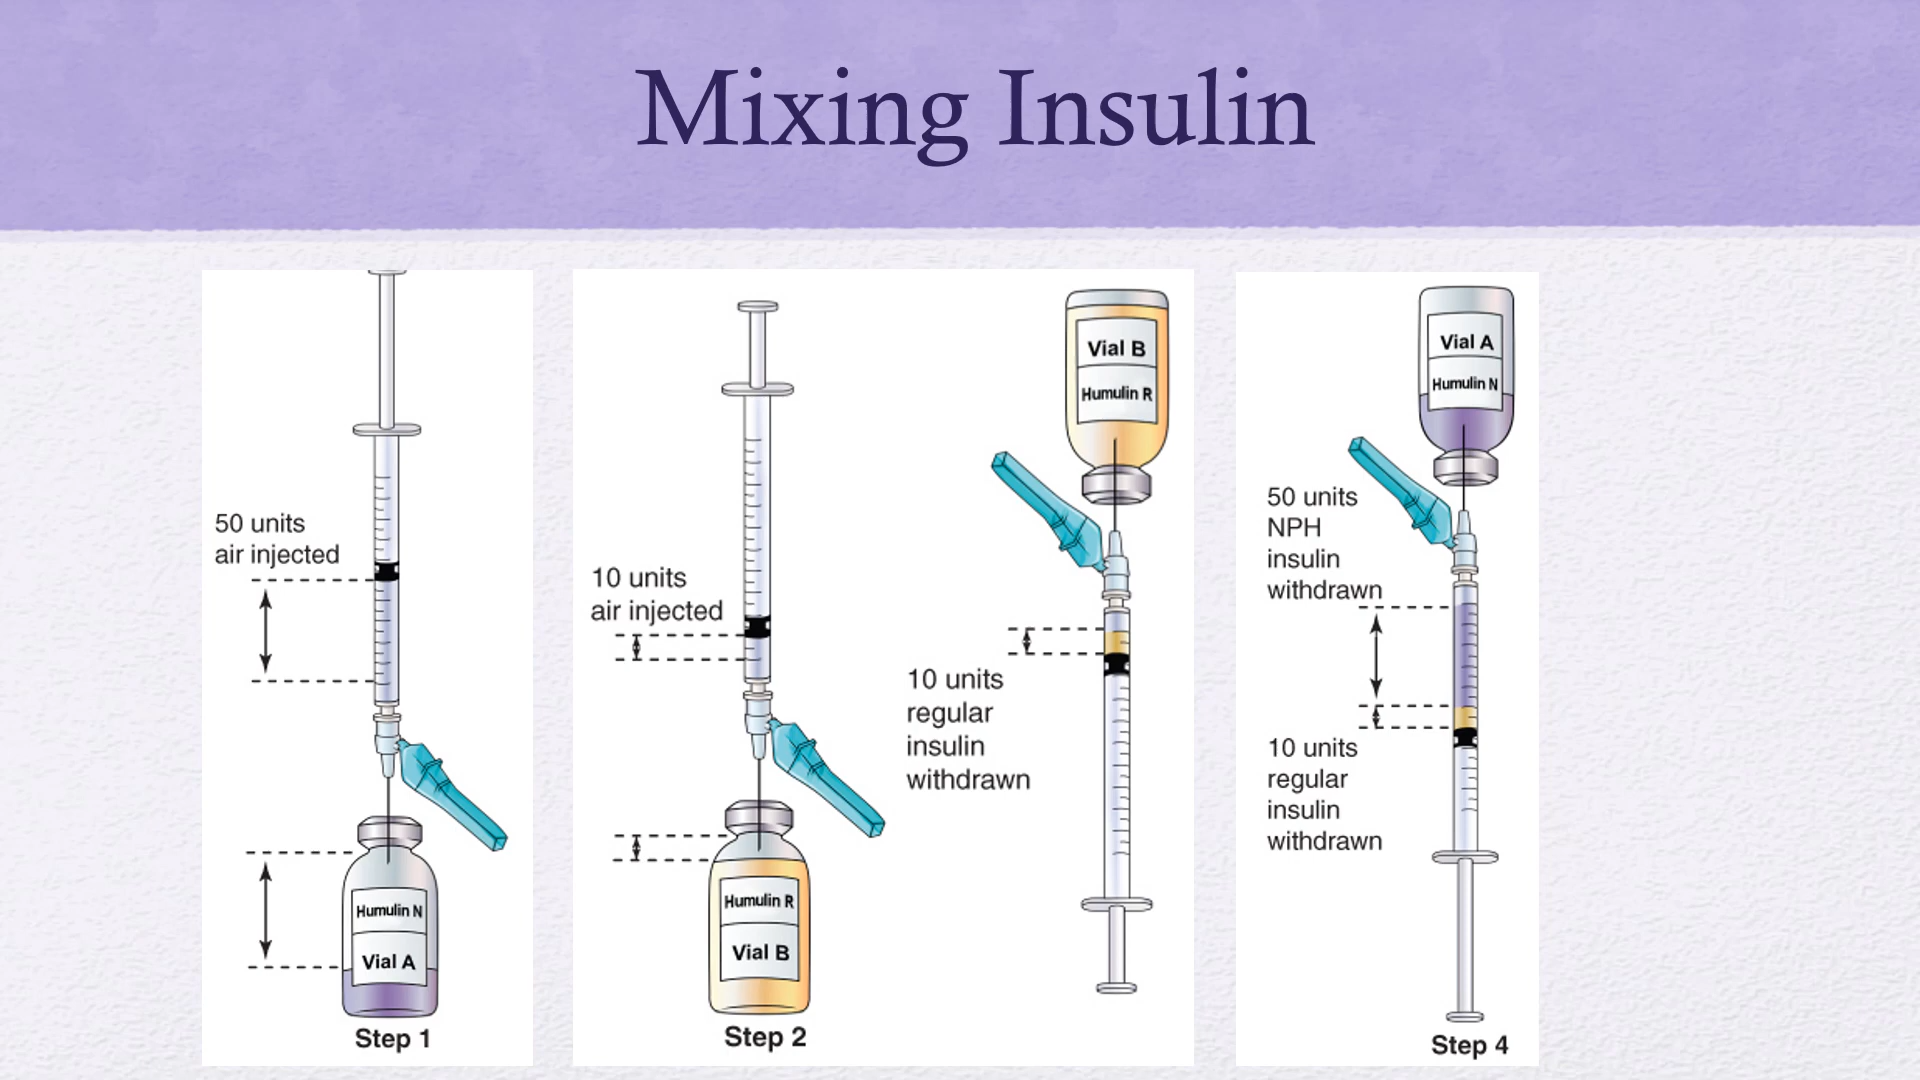 Mixing Insulin
50 units
air injected
Humulin N
Vial A
Step 1
10 units
air injected
Humulin R
Vial B
Step 2
Vial B
Humulin R
10 units
regular
insulin
withdrawn
Vial A
Humulin N
50 units
NPH
insulin
withdrawn
10 units
regular
insulin
withdrawn
Step 4